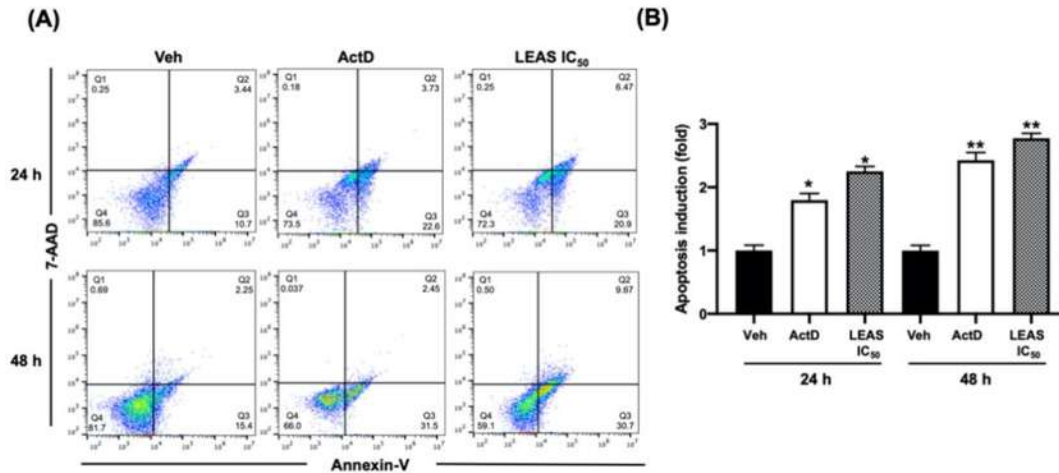 (A)
(B)
Veh
ActD
LEAS IC50
24 h
48 h
7-AAD
Annexin-V
Q1
0.25
Q2
3.44
Q4
85.6
Q3
10.7
Q1
0.18
Q2
3.73
Q4
73.5
Q3
22.6
Q1
0.25
Q2
6.47
Q4
72.3
Q3
20.9
Q1
0.69
Q2
2.25
Q4
81.7
Q3
15.4
Q1
0.037
Q2
2.45
Q4
66.0
Q3
31.5
Q1
0.50
Q2
9.67
Q4
59.1
Q3
30.7
Apoptosis induction (fold)
3
2
1
0
*
*
**
**
Veh ActD LEAS IC50 Veh ActD LEAS IC50
24 h 48 h